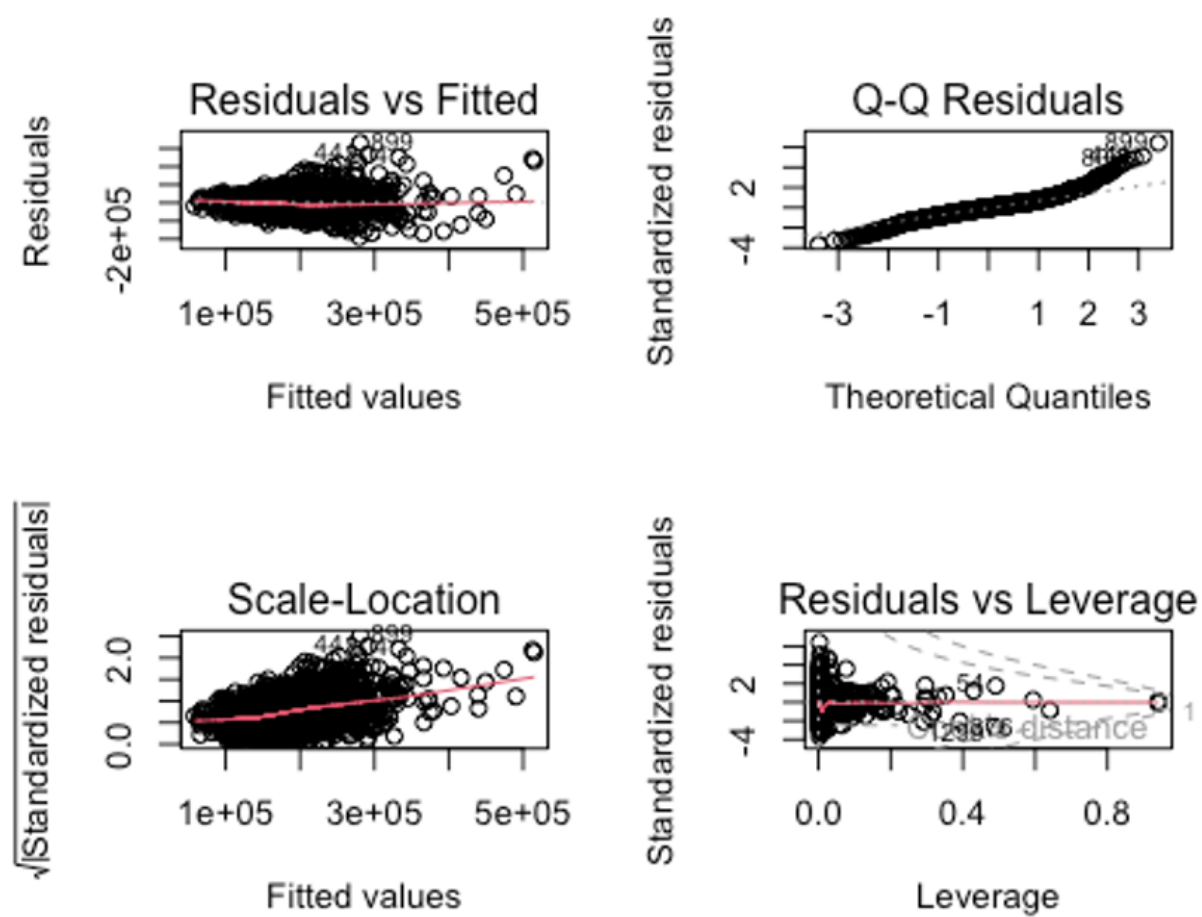 Residuals vs Fitted
Residuals
899
-2e+05
1e+05 3e+05 5e+05
Fitted values
Q-Q Residuals
Standardized residuals
899
2
-4
-3 -1 1 2 3
Theoretical Quantiles
Scale-Location
√|Standardized residuals|
899
2.0
0.0
1e+05 3e+05 5e+05
Fitted values
Residuals vs Leverage
Standardized residuals
2
-4
54
distance
1
0.0 0.4 0.8
Leverage